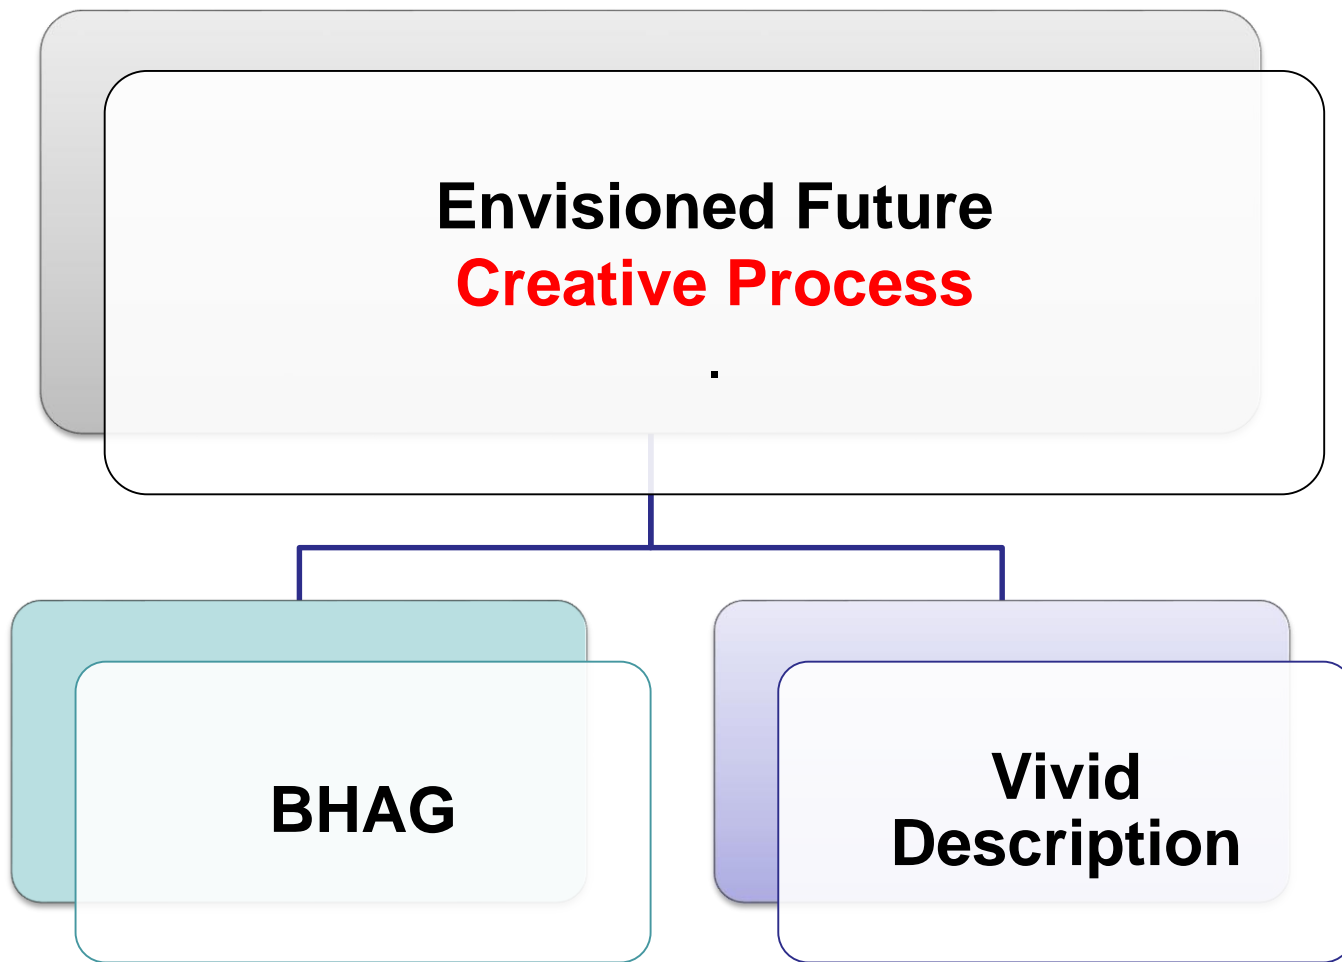 Envisioned Future
Creative Process
.
BHAG
Vivid
Description